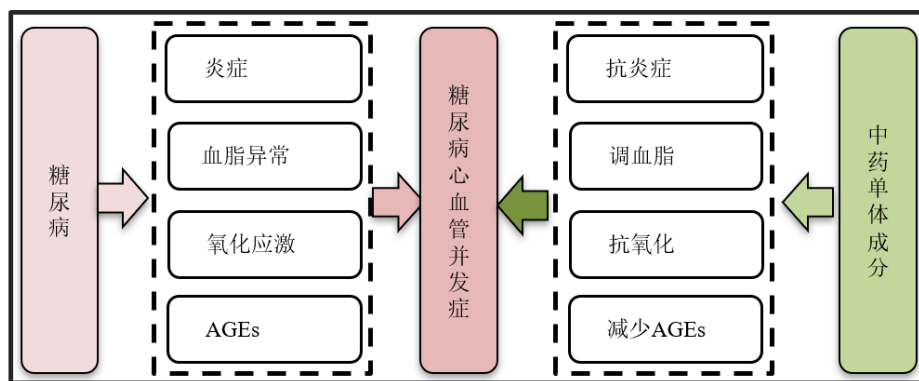 糖尿病
炎症
血脂异常
氧化应激
AGEs
糖尿病心血管并发症
抗炎症
调血脂
抗氧化
减少AGEs
中药单体成分